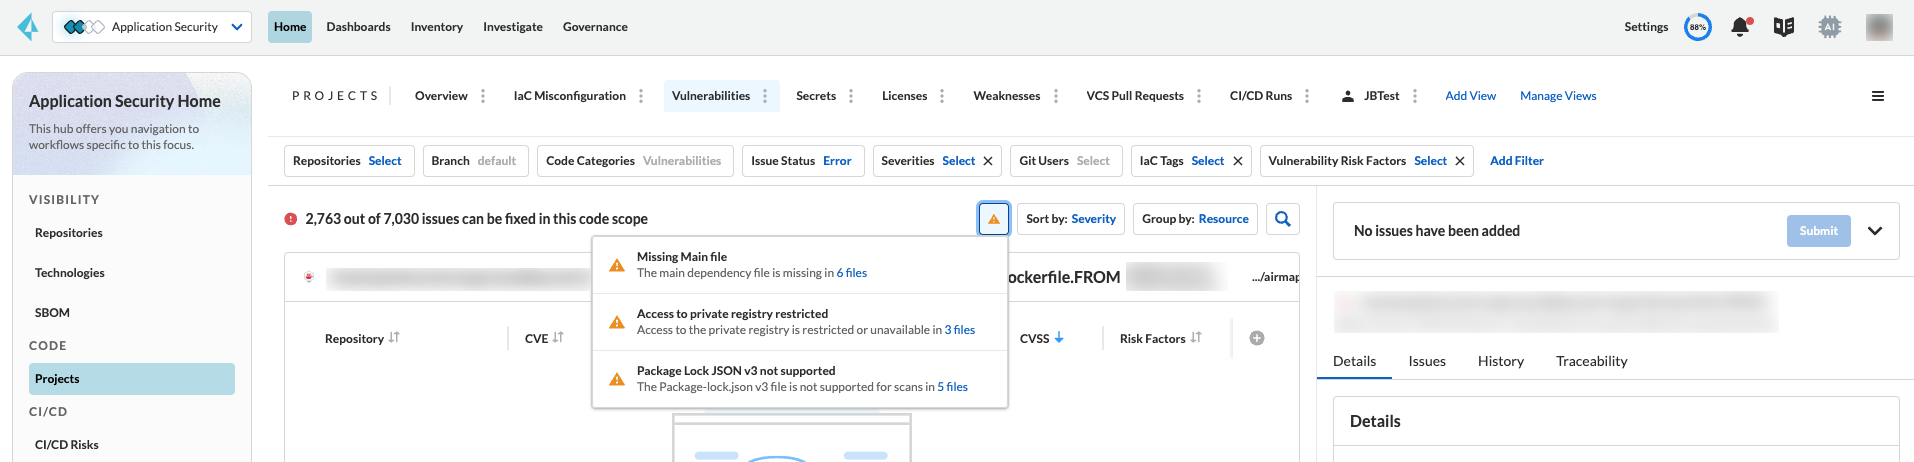 Application Security
Home
Dashboards
Inventory
Investigate
Governance
Settings
88%
AI
Application Security Home
This hub offers you navigation to
workflows specific to this focus.
VISIBILITY
Repositories
Technologies
SBOM
CODE
Projects
CI/CD
CI/CD Risks
PROJECTS
Overview
IaC Misconfiguration
Vulnerabilities
Secrets
Licenses
Weaknesses
VCS Pull Requests
CI/CD Runs
JBTest
Add View
Manage Views
Repositories Select
Branch default
Code Categories Vulnerabilities
Issue Status Error
Severities Select
Git Users Select
IaC Tags Select
Vulnerability Risk Factors Select
Add Filter
2,763 out of 7,030 issues can be fixed in this code scope
Sort by: Severity
Group by: Resource
Missing Main file
The main dependency file is missing in 6 files
Access to private registry restricted
Access to the private registry is restricted or unavailable in 3 files
Package Lock JSON v3 not supported
The Package-lock.json v3 file is not supported for scans in 5 files
ockerfile.FROM
.../airmap
Repository
CVE
CVSS
Risk Factors
No issues have been added
Submit
Details
Issues
History
Traceability
Details